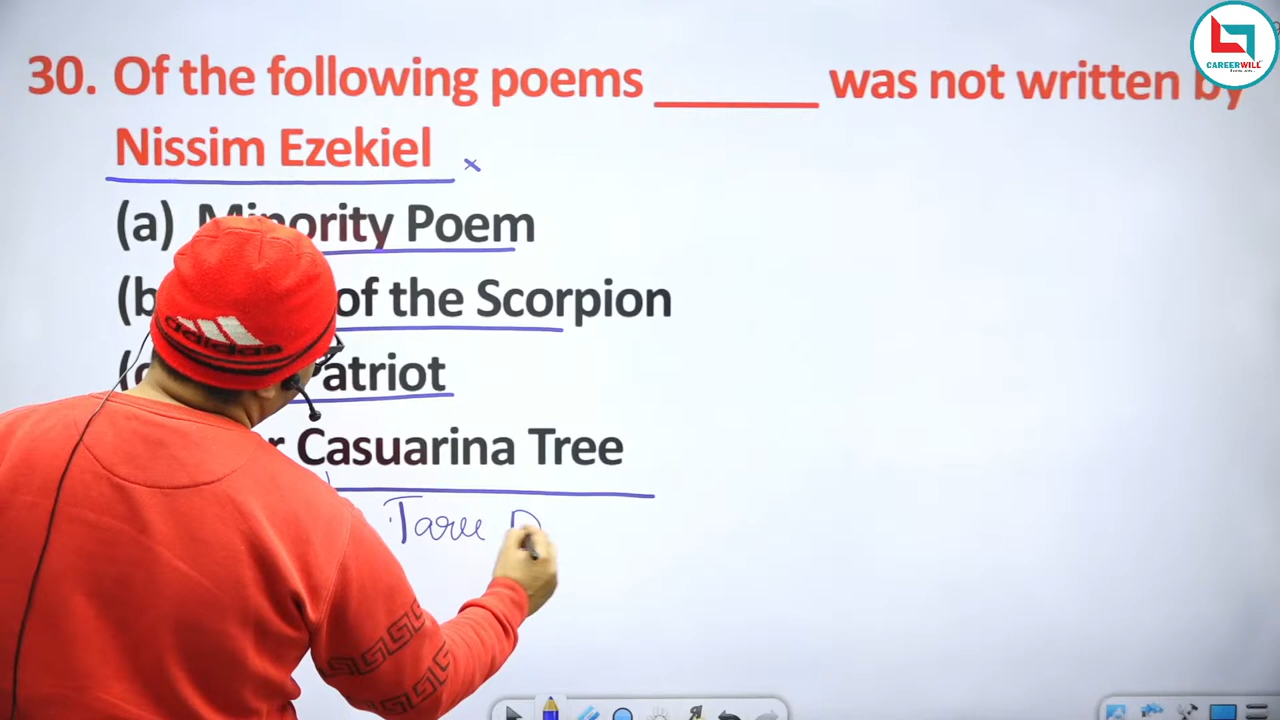 CAREERWILL
30. Of the following poems ________ was not written by
Nissim Ezekiel ×
(a) Minority Poem
(b of the Scorpion
(c atriot
r Casuarina Tree
Taru D
adidas